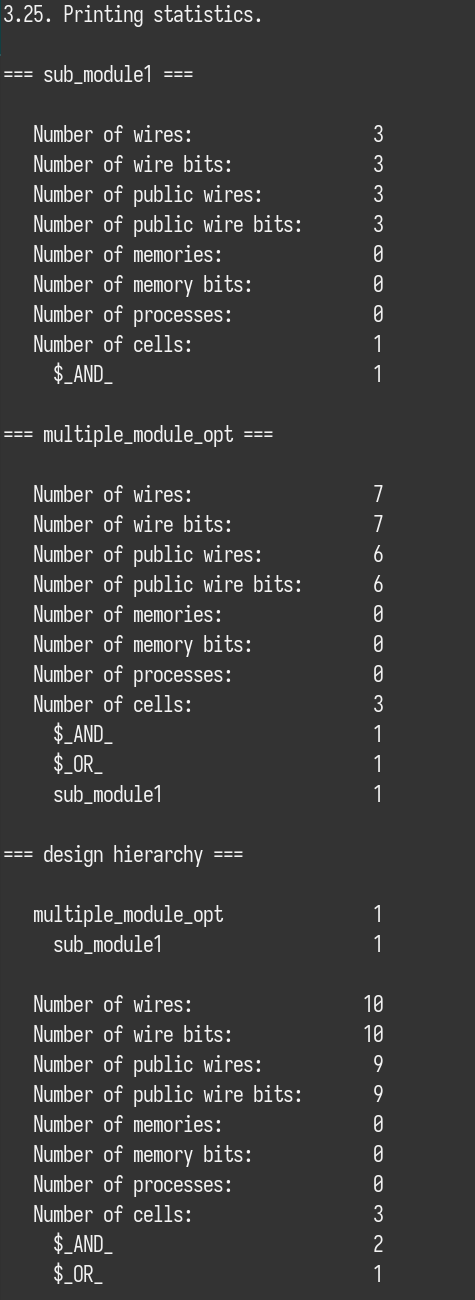 3.25. Printing statistics.
=== sub_module1 ===
Number of wires: 3
Number of wire bits: 3
Number of public wires: 3
Number of public wire bits: 3
Number of memories: 0
Number of memory bits: 0
Number of processes: 0
Number of cells: 1
$_AND_ 1
=== multiple_module_opt ===
Number of wires: 7
Number of wire bits: 7
Number of public wires: 6
Number of public wire bits: 6
Number of memories: 0
Number of memory bits: 0
Number of processes: 0
Number of cells: 3
$_AND_ 1
$_OR_ 1
sub_module1 1
=== design hierarchy ===
multiple_module_opt 1
sub_module1 1
Number of wires: 10
Number of wire bits: 10
Number of public wires: 9
Number of public wire bits: 9
Number of memories: 0
Number of memory bits: 0
Number of processes: 0
Number of cells: 3
$_AND_ 2
$_OR_ 1